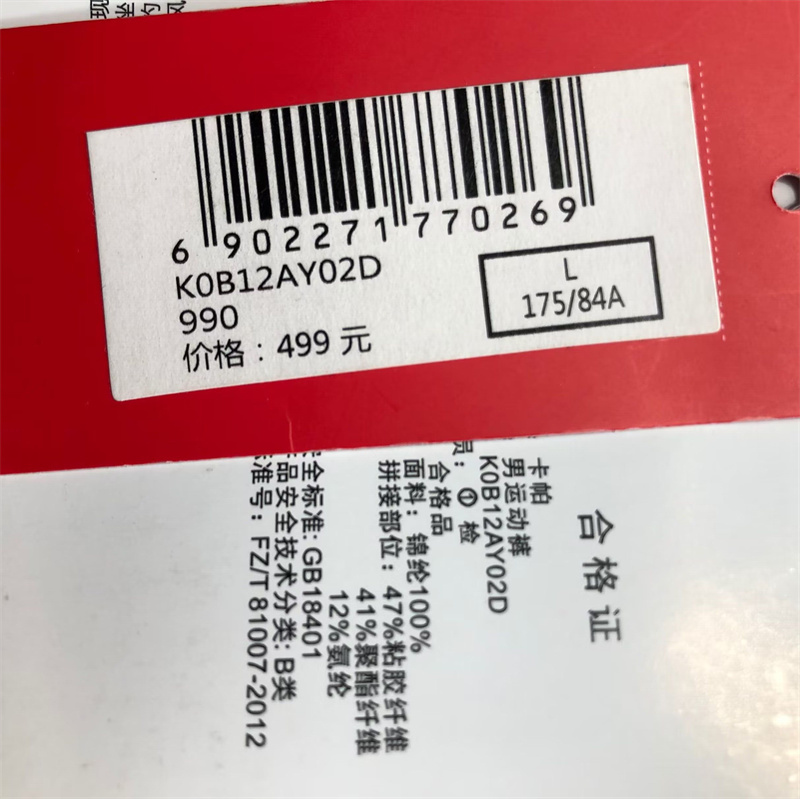 6 902271 770269
K0B12AY02D
990
价格：499 元
L
175/84A
合格证
卡帕
男运动裤
K0B12AY02D
员：① 检
合格品
面料：锦纶100%
拼接部位：47%粘胶纤维
41%聚酯纤维
12%氨纶
全标准: GB18401
品安全技术分类: B类
准号：FZ/T 81007-2012